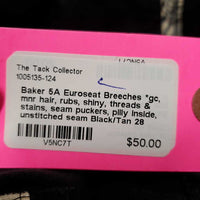 The Tack Collector
1005135-124
Baker 5A Euroseat Breeches *gc,
mnr hair, rubs, shiny, threads &
stains, seam puckers, pilly inside,
unstitched seam Black/Tan 28
V5NC7T
$50.00